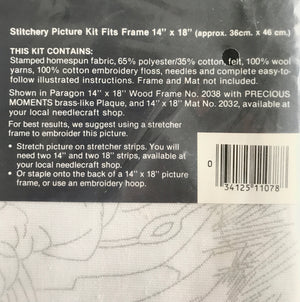 Stitchery Picture Kit Fits Frame 14" x 18" (approx. 36cm. x 46 cm.)
THIS KIT CONTAINS:
Stamped homespun fabric, 65% polyester/35% cotton, felt, 100% wool
yarns, 100% cotton embroidery floss, needles and complete easy-to-
follow illustrated instructions. Frame and Mat not included.
Shown in Paragon 14" x 18" Wood Frame No. 2038 with PRECIOUS
MOMENTS brass-like Plaque, and 14" x 18" Mat No. 2032, available at
your local needlecraft shop.
For best results, we suggest using a stretcher
frame to embroider this picture.
• Stretch picture on stretcher strips. You will
need two 14" and two 18" strips, available at
your local needlecraft shop.
• Or staple onto the back of a 14" x 18" picture
frame, or use an embroidery hoop.
0
34125 11078